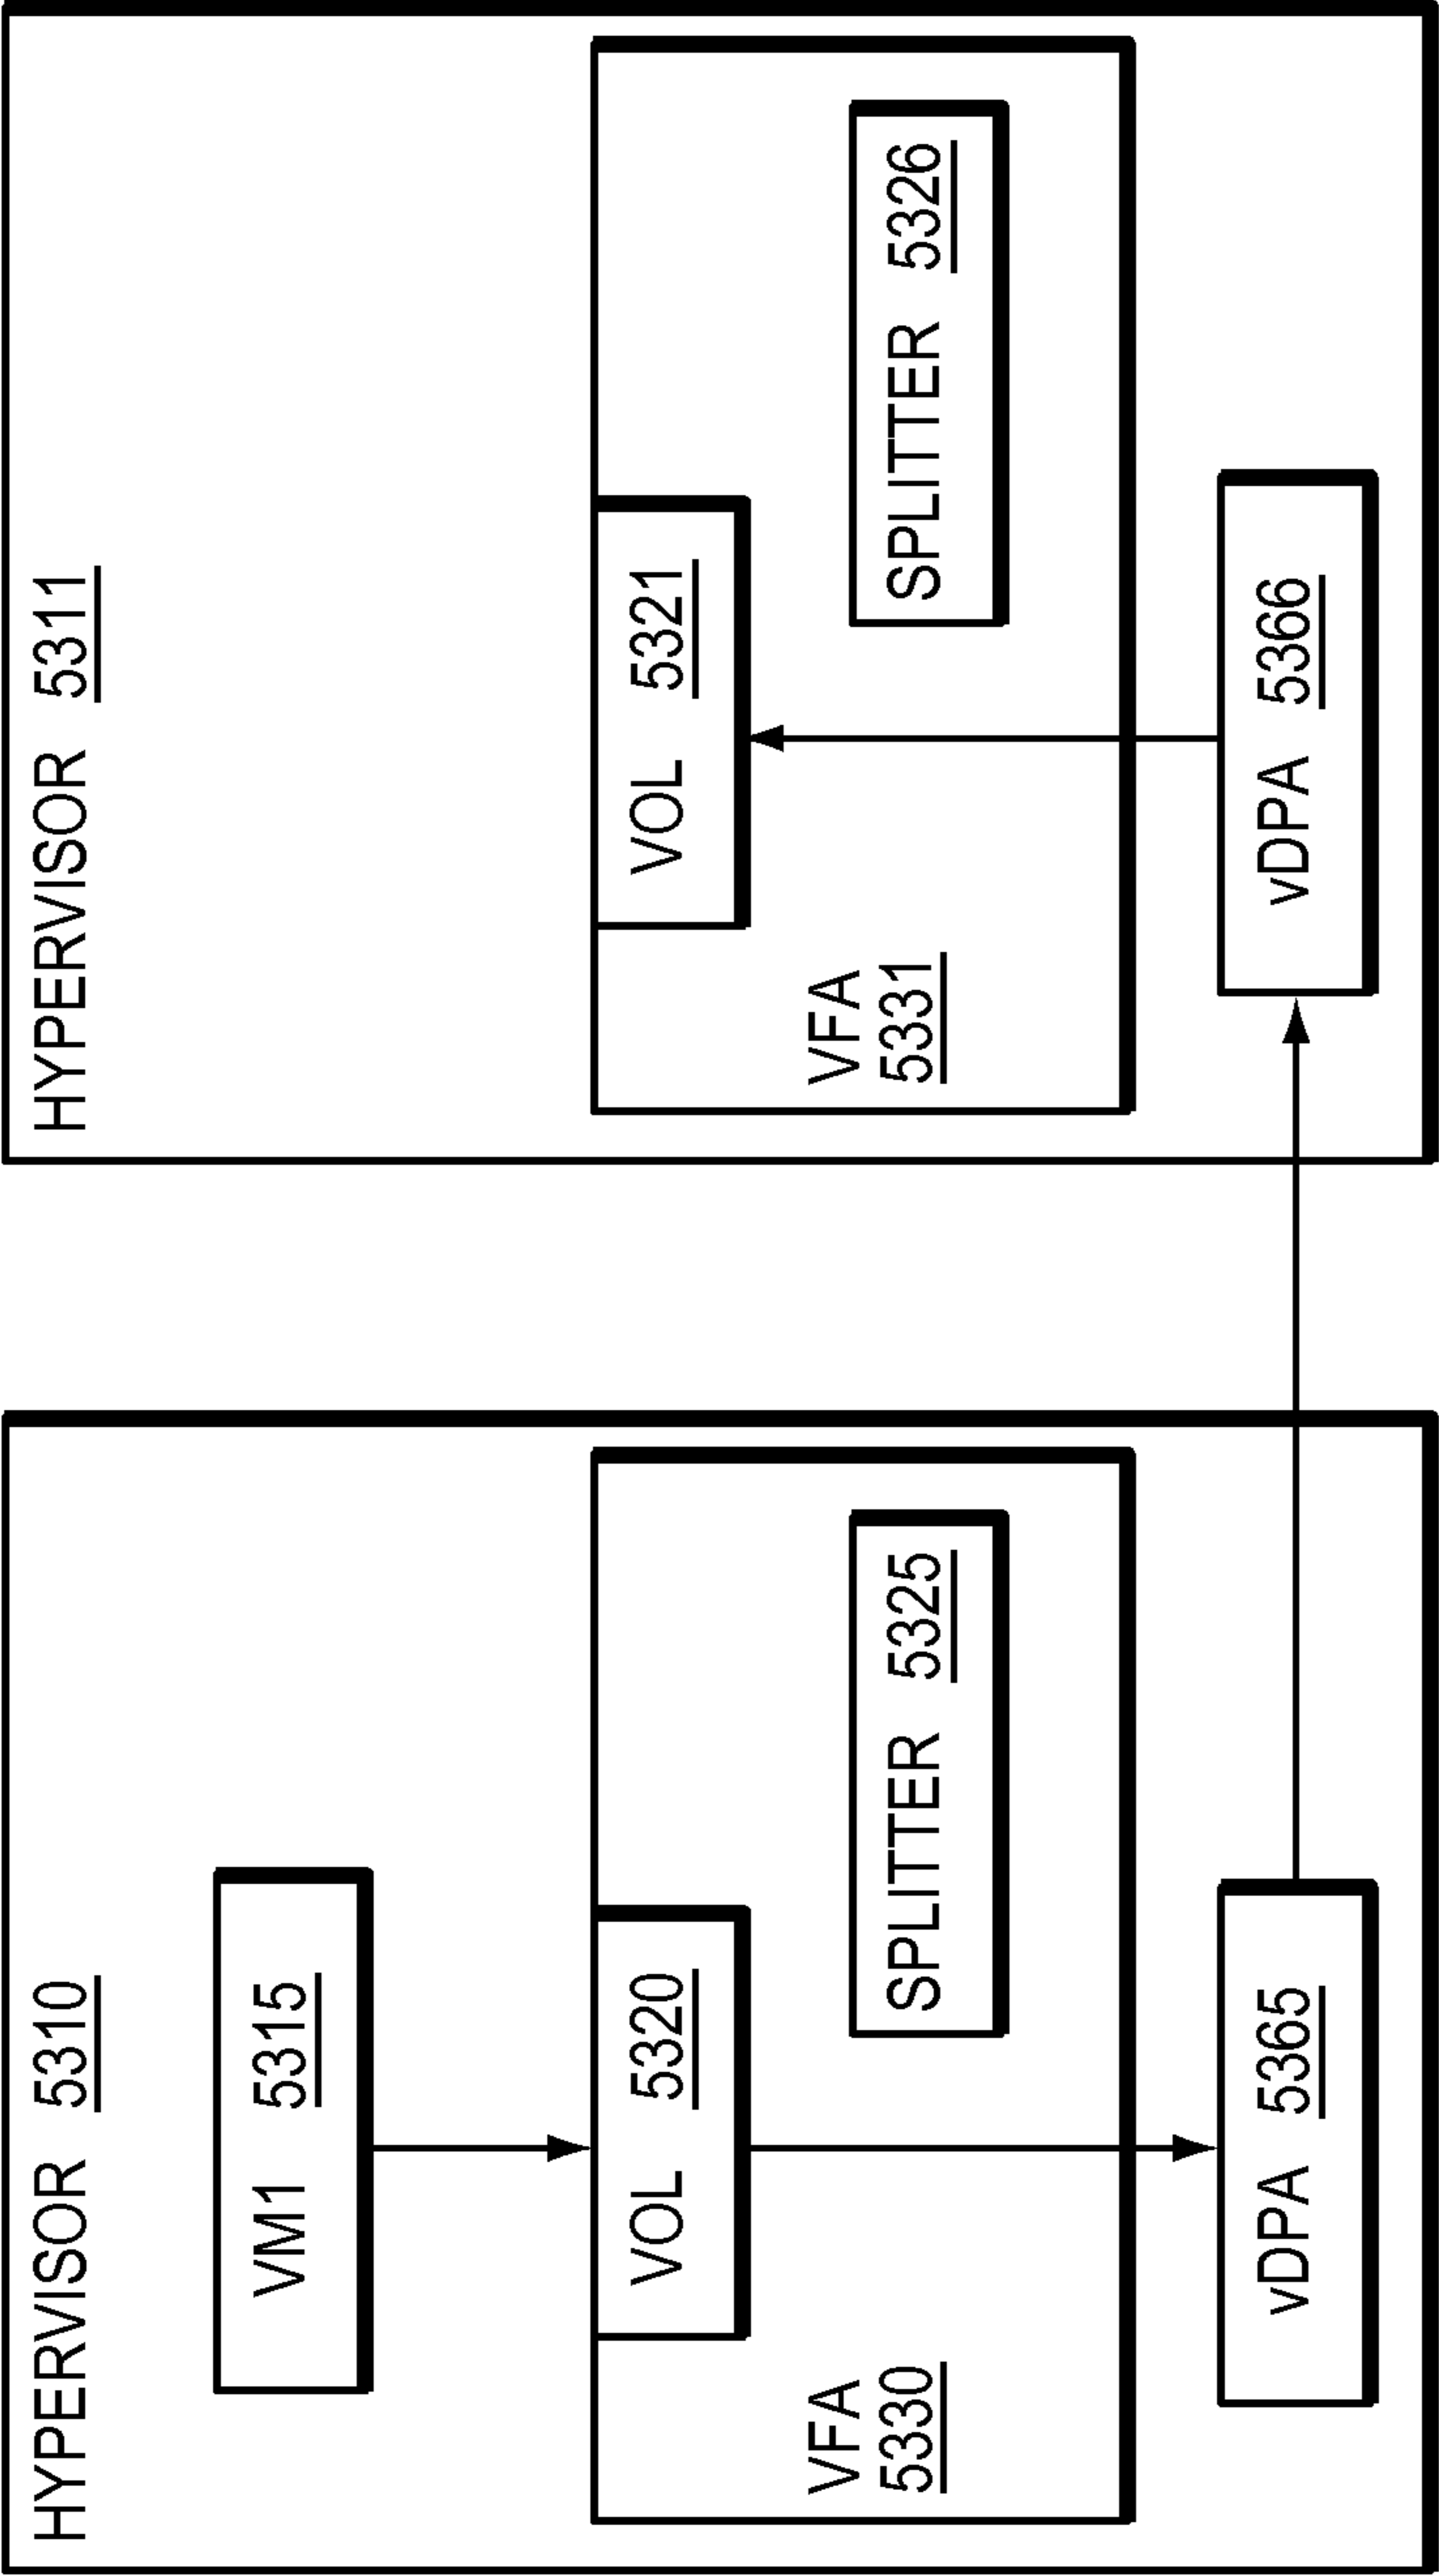 HYPERVISOR 5310
VM1 5315
VOL 5320
VFA
5330
SPLITTER 5325
vDPA 5365
HYPERVISOR 5311
VOL 5321
VFA
5331
SPLITTER 5326
vDPA 5366